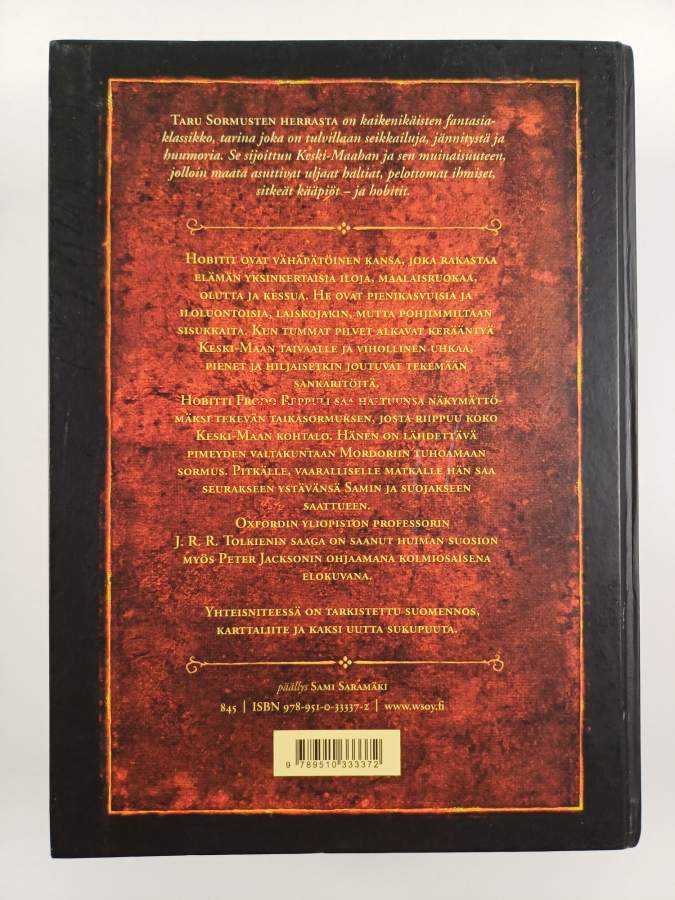 Taru Sormusten herrasta on kaikenikäisten fantasia-
klassikko, tarina joka on tulvillaan seikkailuja, jännitystä ja
huumoria. Se sijoittuu Keski-Maahan ja sen muinaisuuteen,
jolloin maata asuttivat uljaat haltiat, pelottomat ihmiset,
sitkeät kääpiöt – ja hobitit.
Hobitit ovat vähäpätöinen kansa, joka rakastaa
elämän yksinkertaisia iloja, maalaisruokaa,
olutta ja kessua. He ovat pienikasvuisia ja
iloluontoisia, laiskojakin, mutta pohjimmiltaan
sisukkaita. Kun tummat pilvet alkavat kerääntyä
Keski-Maan taivaalle ja vihollinen uhkaa,
pienet ja hiljaisetkin joutuvat tekemään
sankaritöitä.
Hobitti Frodo Reppuli saa haltuunsa näkymättö-
mäksi tekevän taikasormuksen, josta riippuu koko
Keski-Maan kohtalo. Hänen on lähdettävä
pimeyden valtakuntaan Mordoriin tuhoamaan
sormus. Pitkälle, vaaralliselle matkalle hän saa
seurakseen ystävänsä Samin ja suojakseen
saattueen.
Oxfordin yliopiston professorin
J. R. R. Tolkienin saaga on saanut huiman suosion
myös Peter Jacksonin ohjaamana kolmiosaisena
elokuvana.
Yhteisniteessä on tarkistettu suomennos,
karttaliite ja kaksi uutta sukupuuta.
päällys Sami Saramäki
845 | ISBN 978-951-0-33337-2 | www.wsoy.fi
9 789510 333372